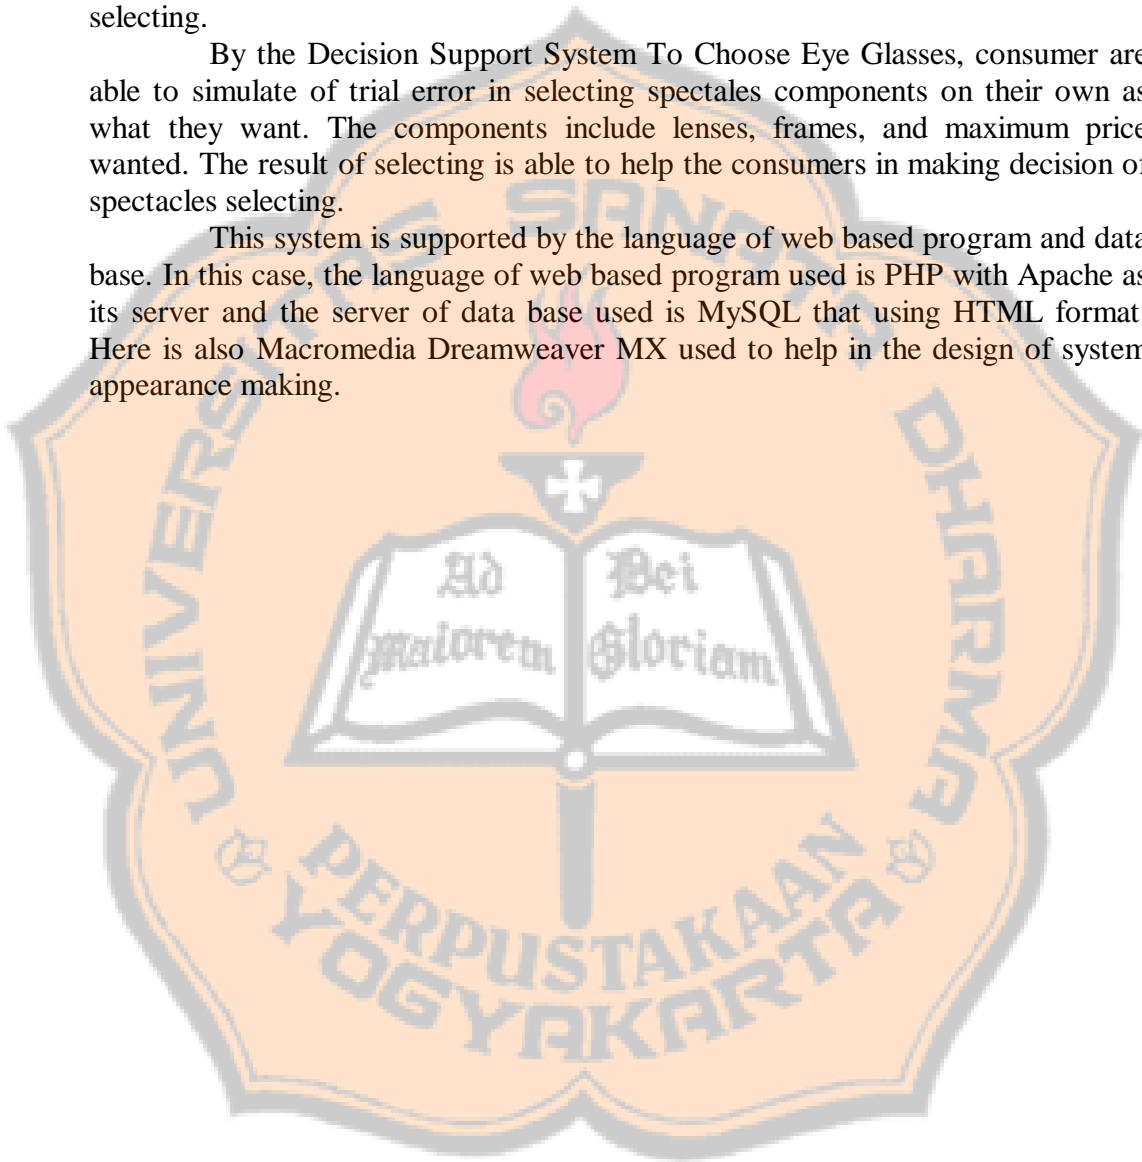 selecting.
By the Decision Support System To Choose Eye Glasses, consumer are
able to simulate of trial error in selecting spectales components on their own as
what they want. The components include lenses, frames, and maximum price
wanted. The result of selecting is able to help the consumers in making decision of
spectacles selecting.
This system is supported by the language of web based program and data
base. In this case, the language of web based program used is PHP with Apache as
its server and the server of data base used is MySQL that using HTML format
Here is also Macromedia Dreamweaver MX used to help in the design of system
appearance making.
UNIVERSITAS SANATA DHARMA
Ad
maiorem
Dei
Gloriam
PERPUSTAKAAN
YOGYAKARTA